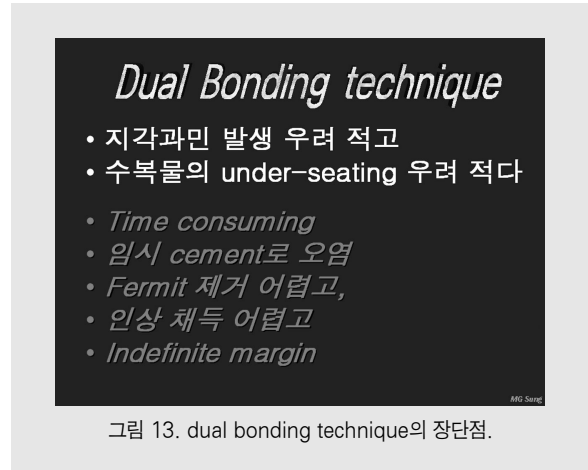 Dual Bonding technique
• 지각과민 발생 우려 적고
• 수복물의 under-seating 우려 적다
• Time consuming
• 임시 cement로 오염
• Fermit 제거 어렵고,
• 인상 채득 어렵고
• Indefinite margin
MG Sung
그림 13. dual bonding technique의 장단점.